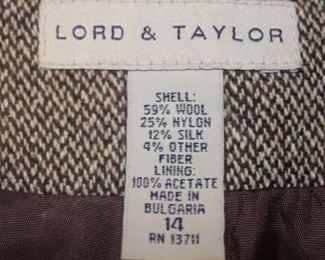 LORD & TAYLOR
SHELL:
59% WOOL
25% NYLON
12% SILK
4% OTHER
FIBER
LINING:
100% ACETATE
MADE IN
BULGARIA
14
RN 13711